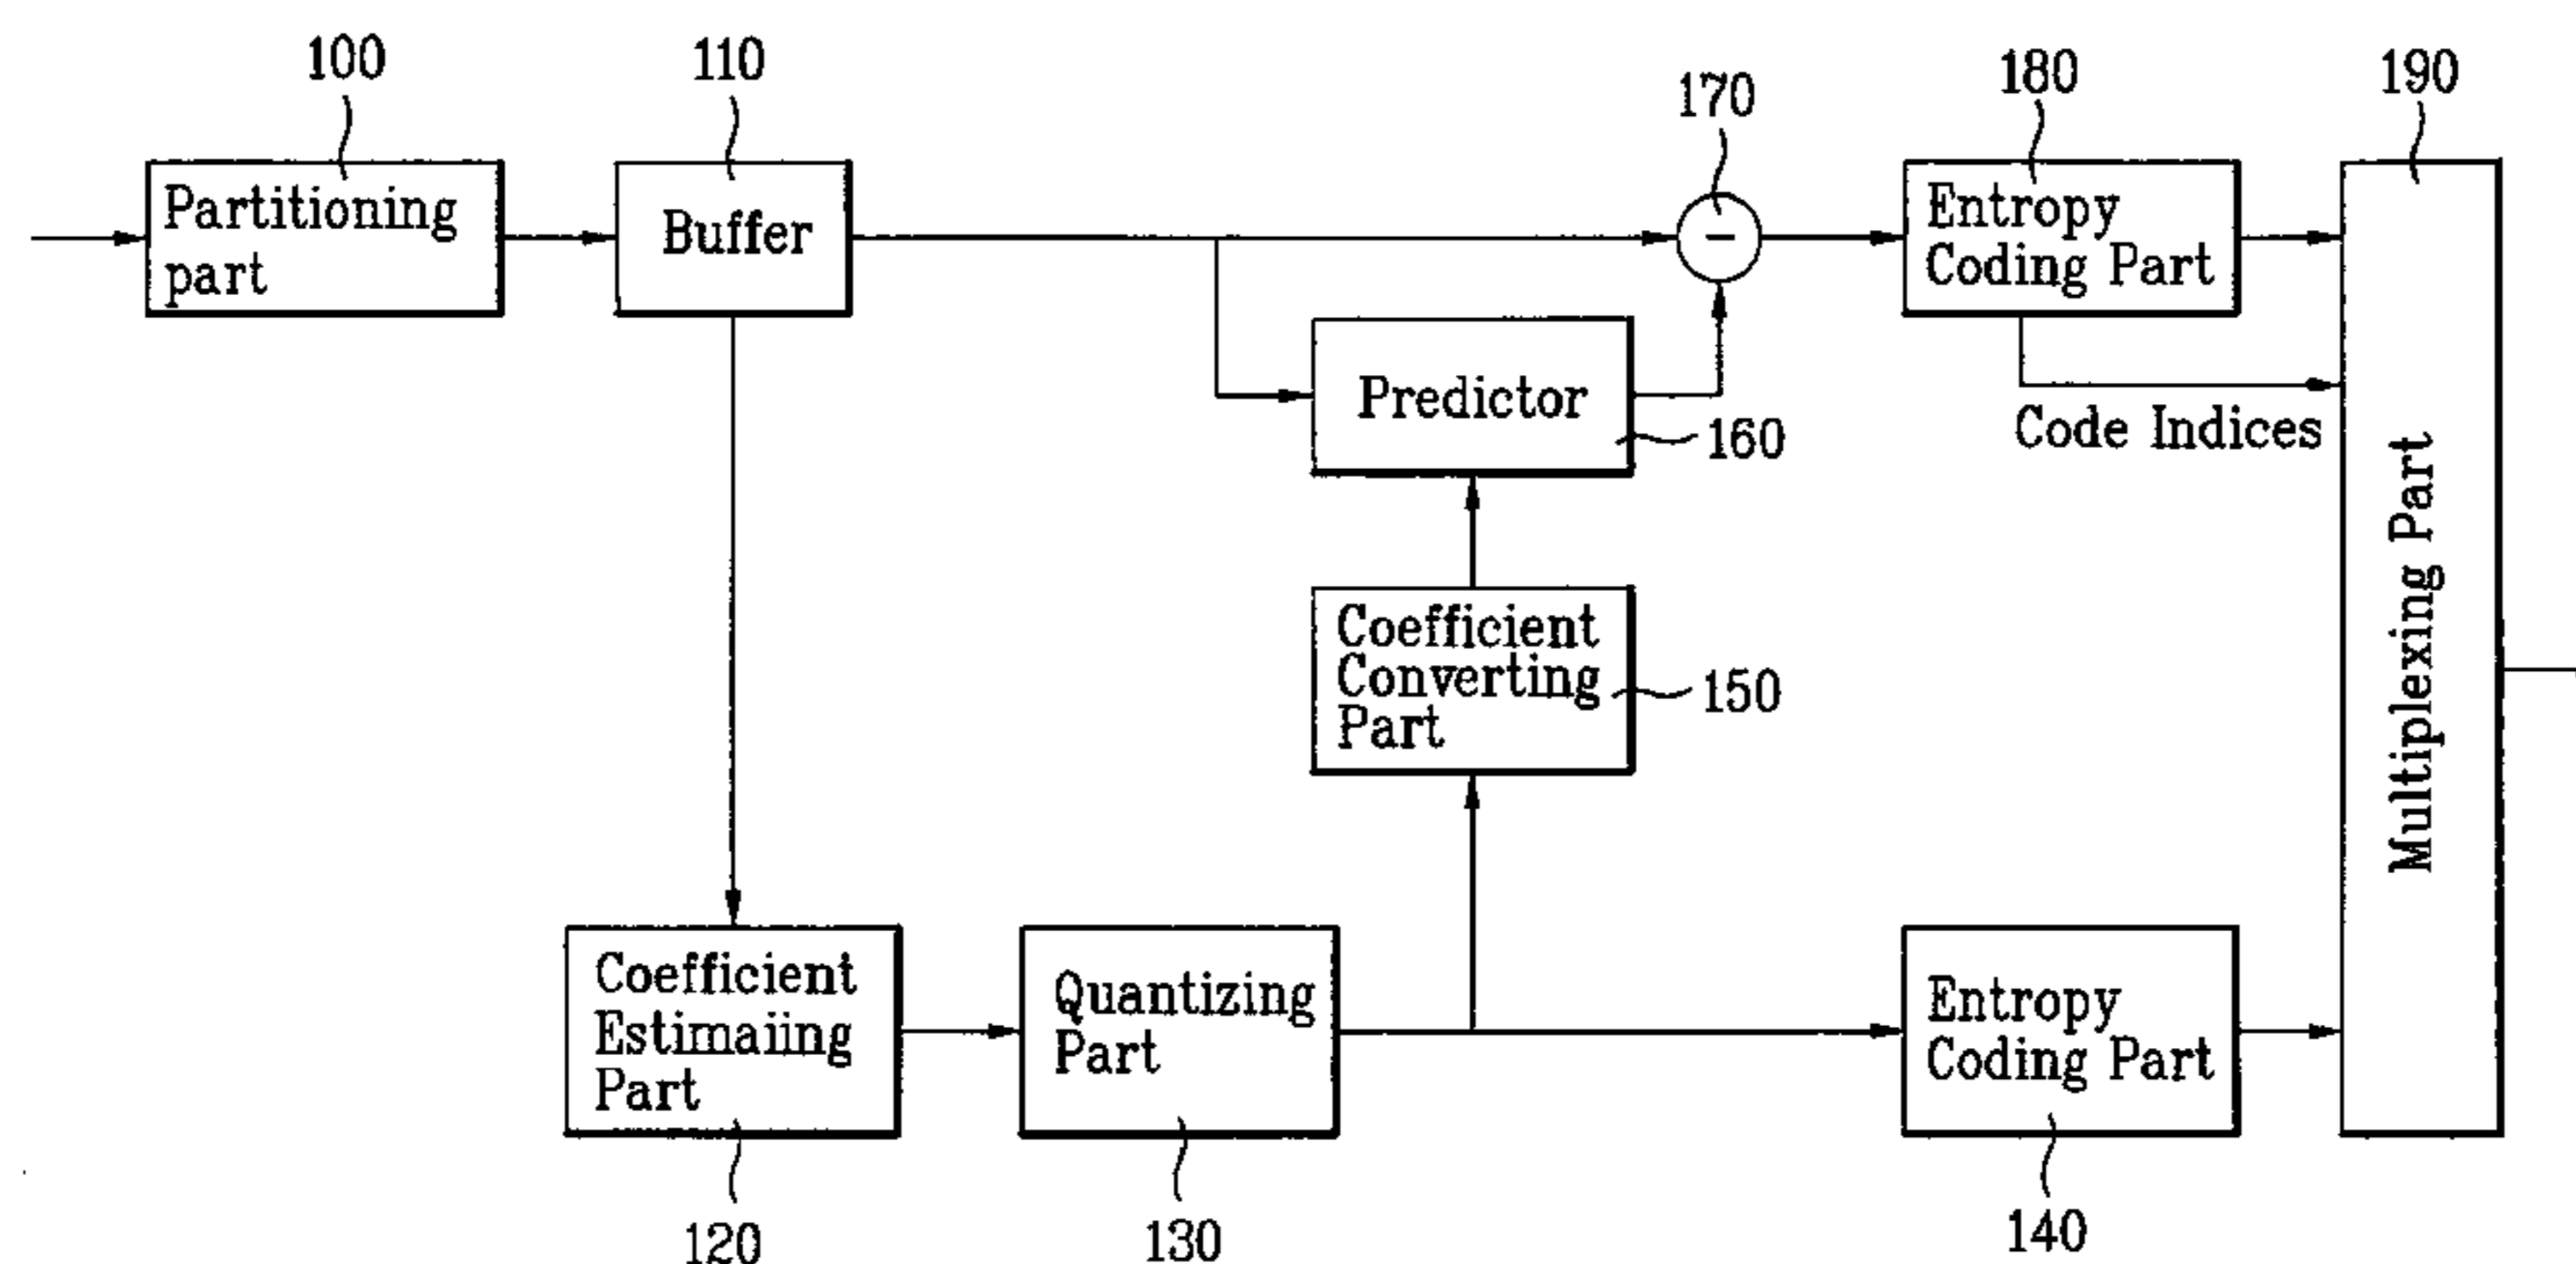 100
110
170
180
190
Partitioning
part
Buffer
-
Entropy
Coding Part
Predictor
160
Code Indices
Coefficient
Converting
Part
150
Multiplexing Part
Coefficient
Estimaiing
Part
Quantizing
Part
Entropy
Coding Part
120
130
140